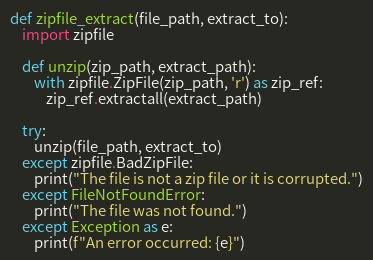 def zipfile_extract(file_path, extract_to):
    import zipfile

    def unzip(zip_path, extract_path):
        with zipfile.ZipFile(zip_path, 'r') as zip_ref:
            zip_ref.extractall(extract_path)

    try:
        unzip(file_path, extract_to)
    except zipfile.BadZipFile:
        print("The file is not a zip file or it is corrupted.")
    except FileNotFoundError:
        print("The file was not found.")
    except Exception as e:
        print(f"An error occurred: {e}")